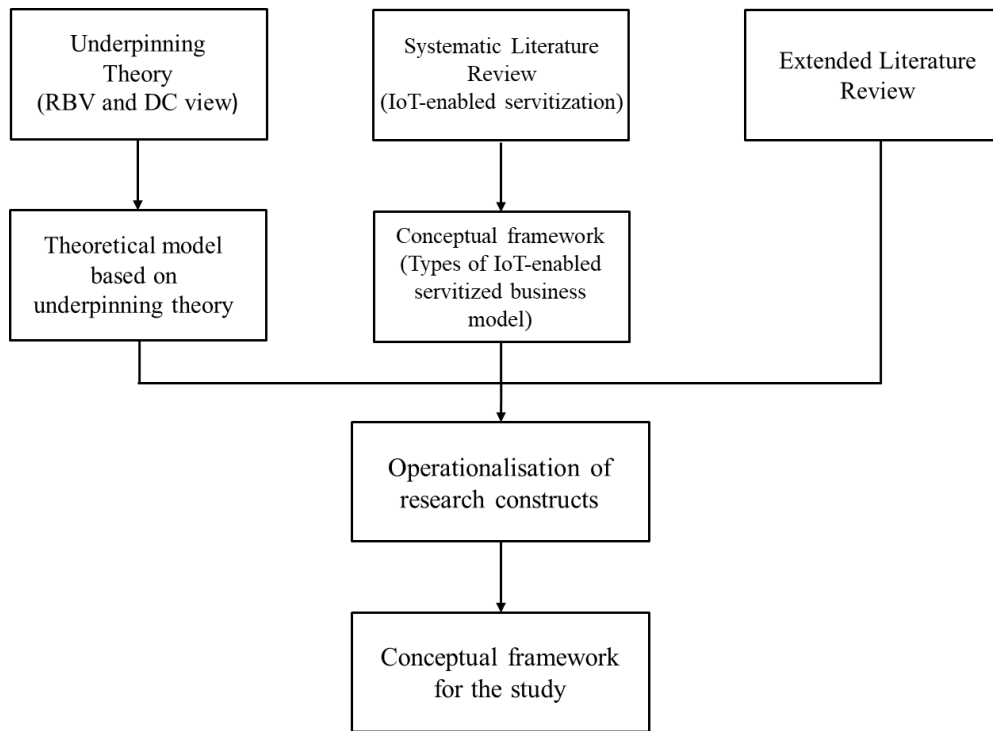 Underpinning
Theory
(RBV and DC view)
Systematic Literature
Review
(IoT-enabled servitization)
Extended Literature
Review
Theoretical model
based on
underpinning theory
Conceptual framework
(Types of IoT-enabled
servitized business
model)
Operationalisation of
research constructs
Conceptual framework
for the study